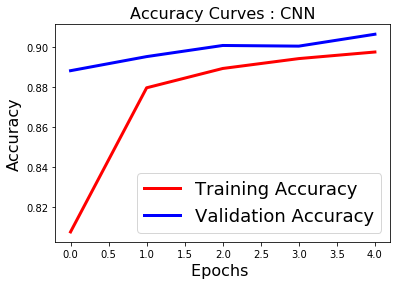 Accuracy Curves : CNN
Accuracy
0.90
0.88
0.86
0.84
0.82
Training Accuracy
Validation Accuracy
0.0 0.5 1.0 1.5 2.0 2.5 3.0 3.5 4.0
Epochs